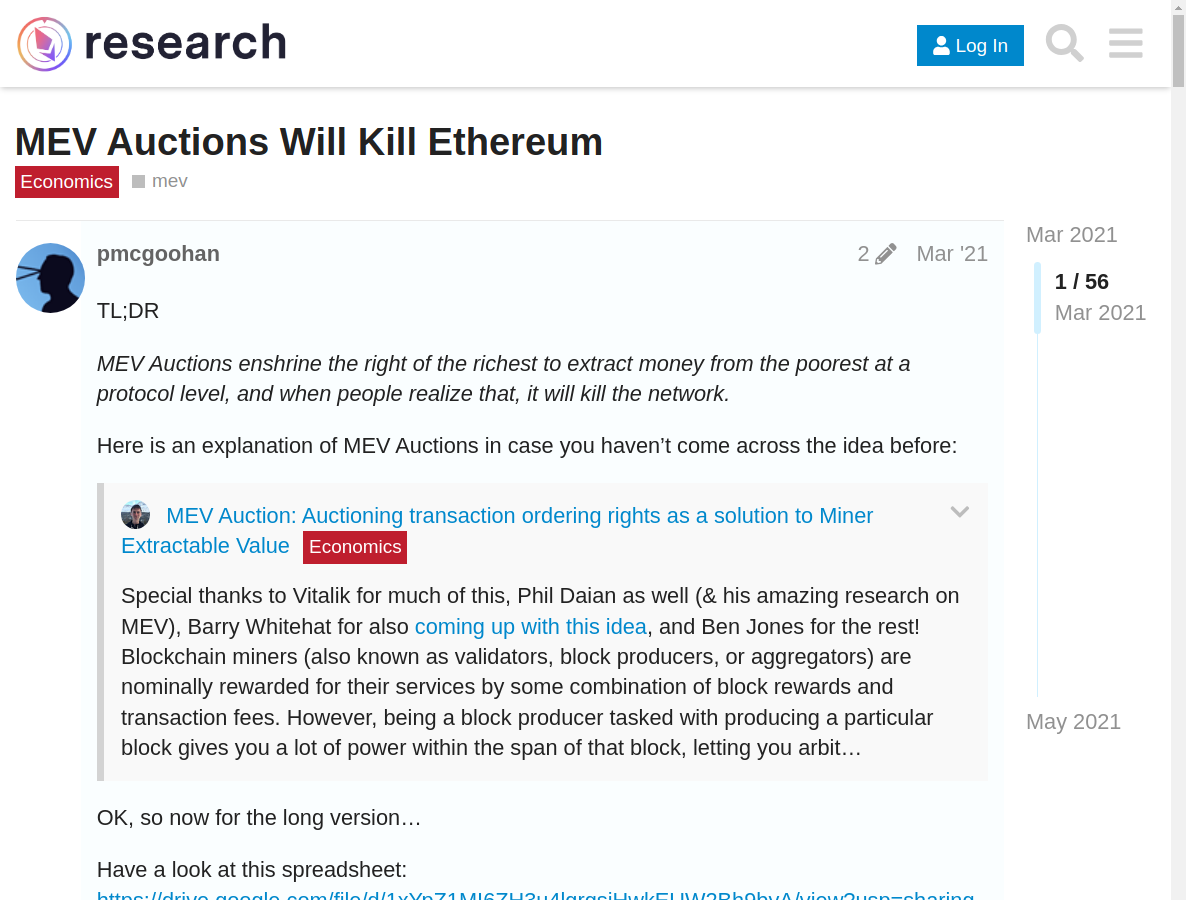 research
Log In
MEV Auctions Will Kill Ethereum
Economics mev
pmcgoohan 2 Mar '21
Mar 2021
1 / 56
Mar 2021
May 2021
TL;DR
MEV Auctions enshrine the right of the richest to extract money from the poorest at a
protocol level, and when people realize that, it will kill the network.
Here is an explanation of MEV Auctions in case you haven’t come across the idea before:
MEV Auction: Auctioning transaction ordering rights as a solution to Miner
Extractable Value Economics
Special thanks to Vitalik for much of this, Phil Daian as well (& his amazing research on
MEV), Barry Whitehat for also coming up with this idea, and Ben Jones for the rest!
Blockchain miners (also known as validators, block producers, or aggregators) are
nominally rewarded for their services by some combination of block rewards and
transaction fees. However, being a block producer tasked with producing a particular
block gives you a lot of power within the span of that block, letting you arbit…
OK, so now for the long version…
Have a look at this spreadsheet: